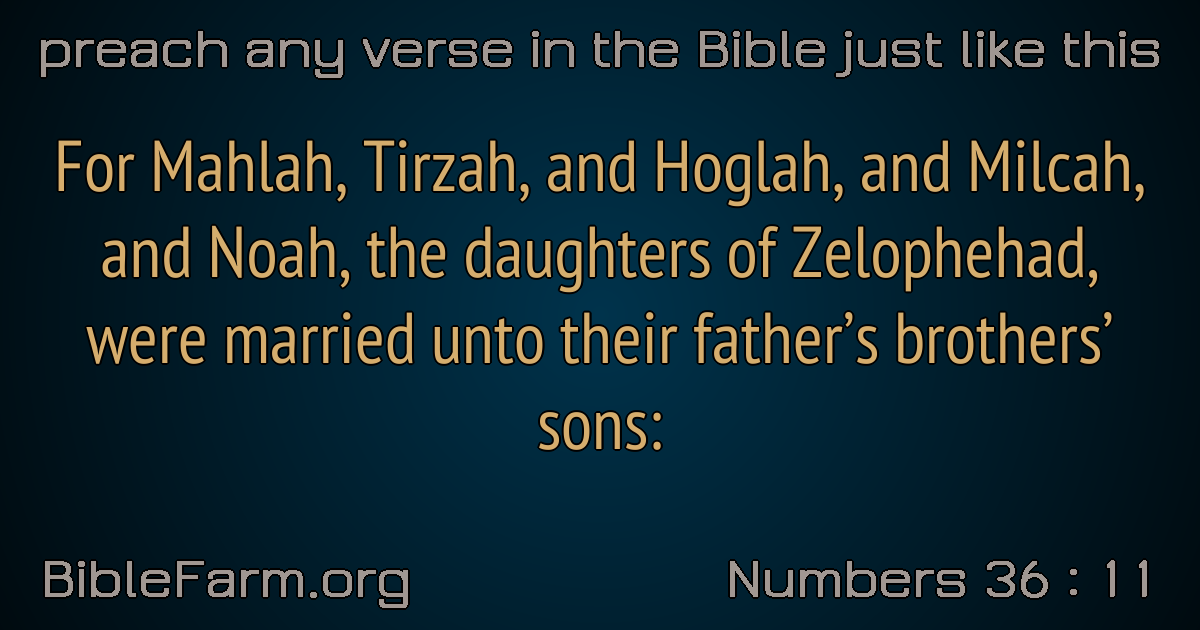 preach any verse in the Bible just like this
For Mahlah, Tirzah, and Hoglah, and Milcah,
and Noah, the daughters of Zelophehad,
were married unto their father’s brothers’
sons:
BibleFarm.org
Numbers 36 : 11